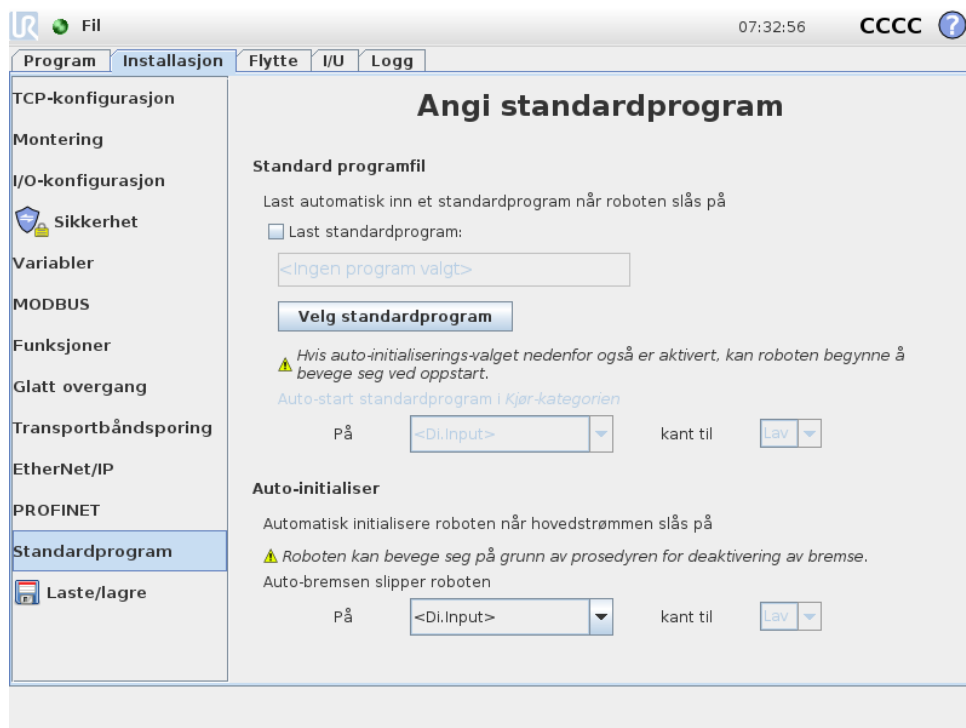 UR Fil 07:32:56 CCCC ?
Program Installasjon Flytte I/U Logg
TCP-konfigurasjon
Montering
I/O-konfigurasjon
Sikkerhet
Variabler
MODBUS
Funksjoner
Glatt overgang
Transportbåndsporing
EtherNet/IP
PROFINET
Standardprogram
Laste/lagre
Angi standardprogram
Standard programfil
Last automatisk inn et standardprogram når roboten slås på
Last standardprogram:
<Ingen program valgt>
Velg standardprogram
Hvis auto-initialiserings-valget nedenfor også er aktivert, kan roboten begynne å
bevege seg ved oppstart.
Auto-start standardprogram i Kjør-kategorien
På <Di.Input> kant til Lav
Auto-initialiser
Automatisk initialisere roboten når hovedstrømmen slås på
Roboten kan bevege seg på grunn av prosedyren for deaktivering av bremse.
Auto-bremsen slipper roboten
På <Di.Input> kant til Lav